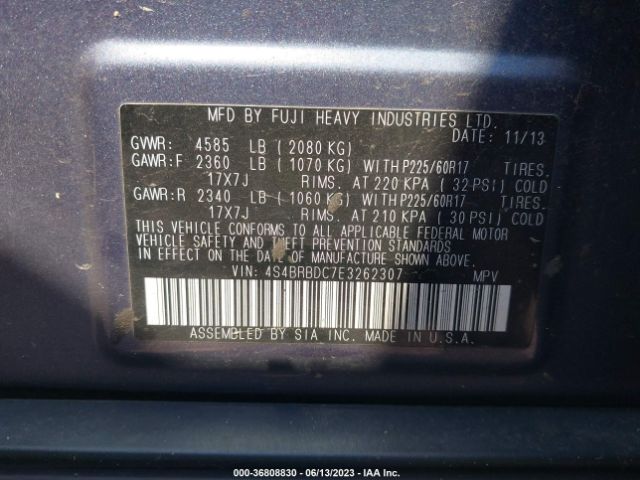 MFD BY FUJI HEAVY INDUSTRIES LTD.
DATE: 11/13
GVWR: 4585 LB (2080 KG)
GAWR:F 2360 LB (1070 KG) WITH P225/60R17 TIRES.
17X7J RIMS. AT 220 KPA (32 PSI) COLD
GAWR:R 2340 LB (1060 KG) WITH P225/60R17 TIRES.
17X7J RIMS. AT 210 KPA (30 PSI) COLD
THIS VEHICLE CONFORMS TO ALL APPLICABLE FEDERAL MOTOR
VEHICLE SAFETY AND THEFT PREVENTION STANDARDS
IN EFFECT ON THE DATE OF MANUFACTURE SHOWN ABOVE.
VIN: 4S4BRBDC7E3262307 MPV
ASSEMBLED BY SIA INC. MADE IN U.S.A.
© - 36808830 - 06/13/2023 - IAA Inc.